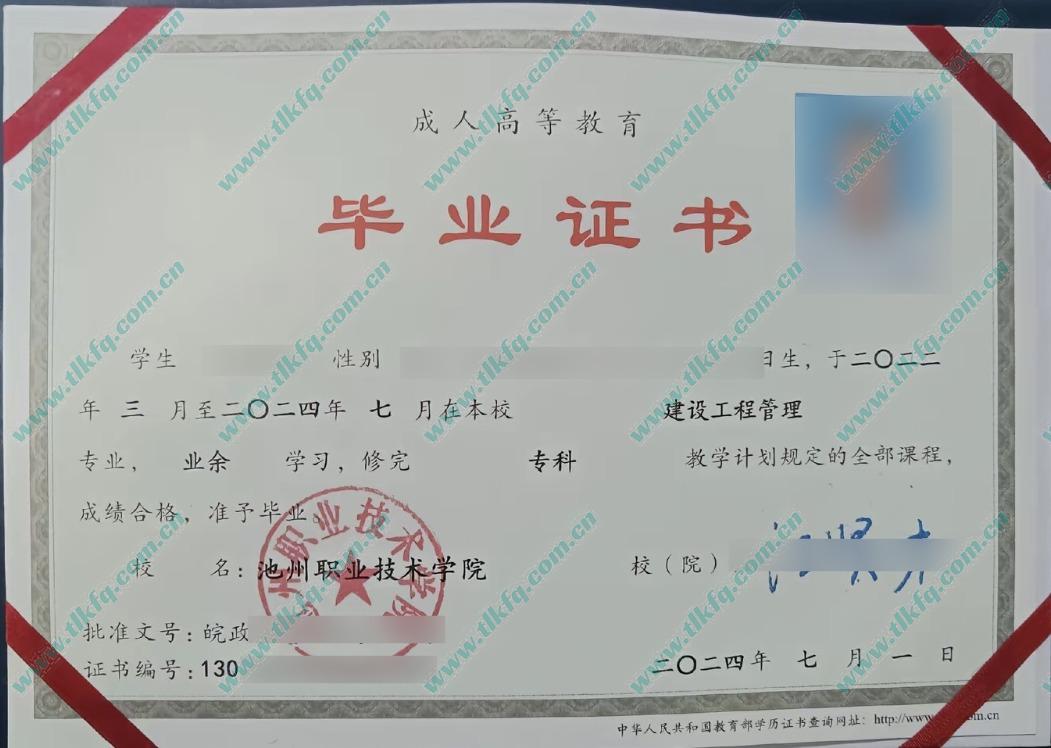 成人高等教育
毕业证书
学生 性别 日生，于二〇二二
年 三 月至二〇二四年 七 月在本校 建设工程管理
专业， 业余 学习，修完 专科 教学计划规定的全部课程，
成绩合格，准予毕业。
校 名：池州职业技术学院 校（院）
批准文号：皖政
证书编号：130
二〇二四年 七 月 一 日
中华人民共和国教育部学历证书查询网址： http://www
www.tlkfq.com.cn